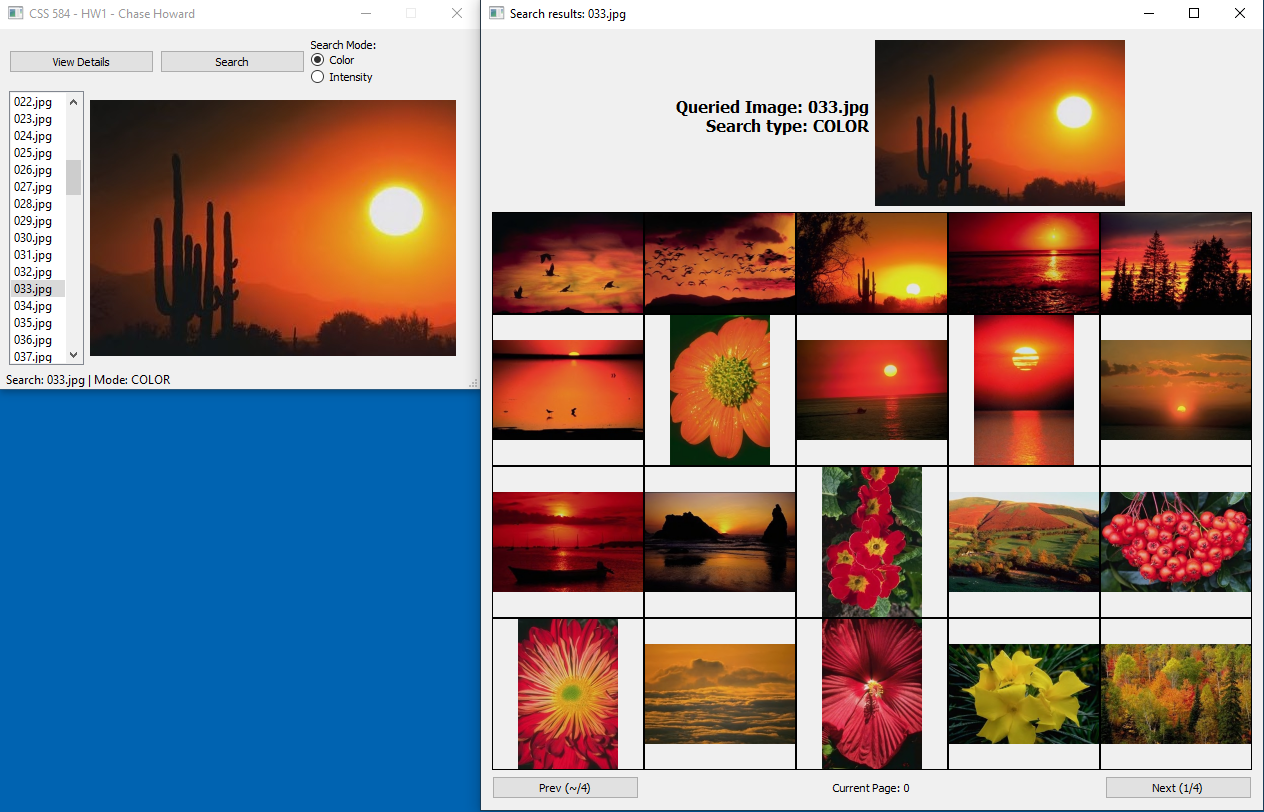 CSS 584 - HW1 - Chase Howard
View Details
Search
Search Mode:
Color
Intensity
022.jpg
023.jpg
024.jpg
025.jpg
026.jpg
027.jpg
028.jpg
029.jpg
030.jpg
031.jpg
032.jpg
033.jpg
034.jpg
035.jpg
036.jpg
037.jpg
Search: 033.jpg | Mode: COLOR
Search results: 033.jpg
Queried Image: 033.jpg
Search type: COLOR
Prev (~/4)
Current Page: 0
Next (1/4)